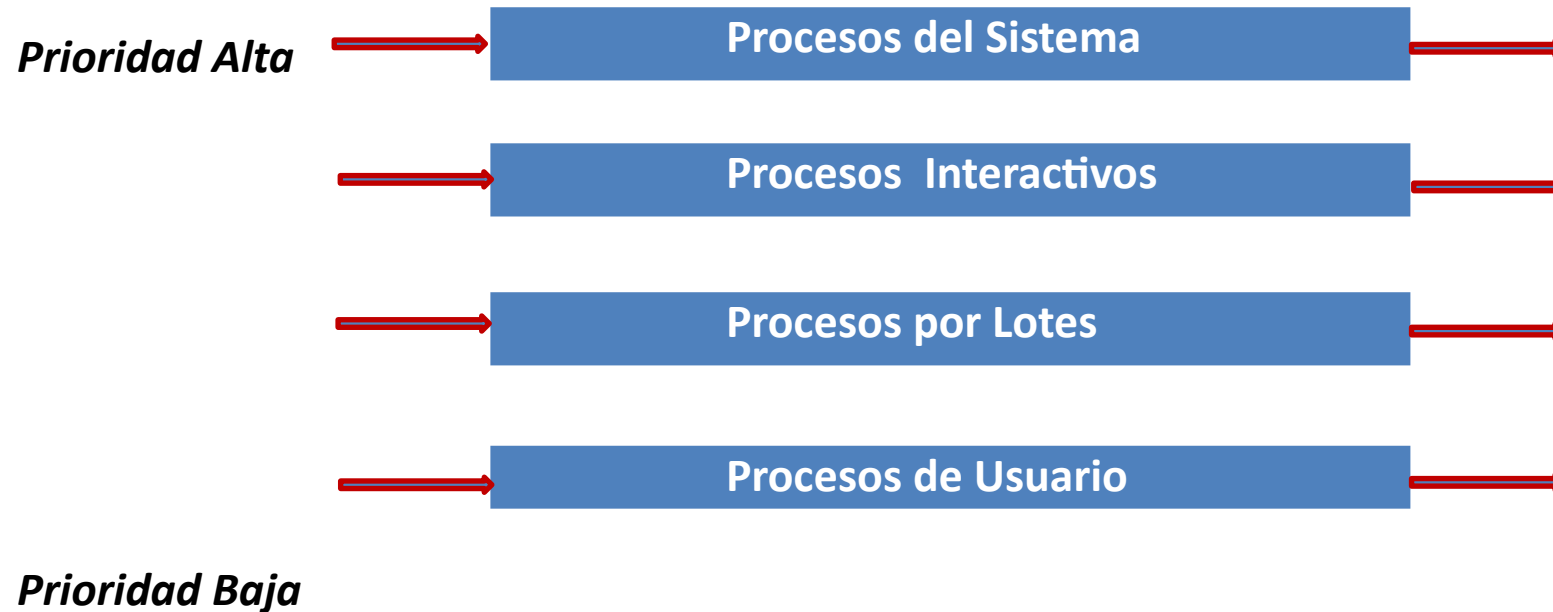 Prioridad Alta
Procesos del Sistema
Procesos Interactivos
Procesos por Lotes
Procesos de Usuario
Prioridad Baja